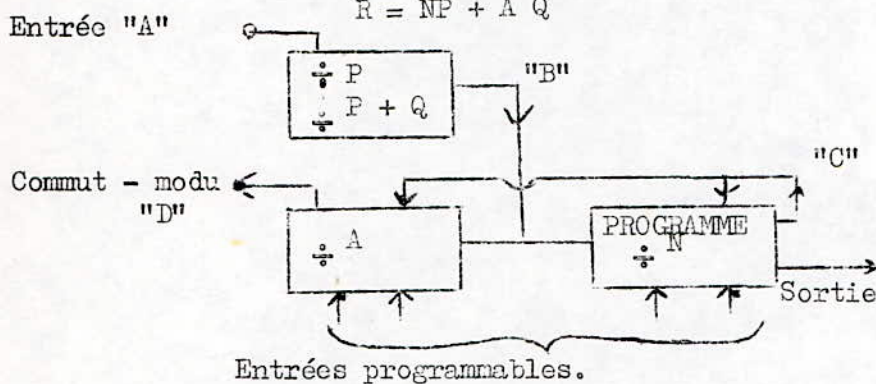 R = NP + A Q
Entrée "A"
÷ P
÷ P + Q
"B"
"C"
Commut - modu
"D"
÷ A
PROGRAMME
÷ N
Sortie
Entrées programmables.